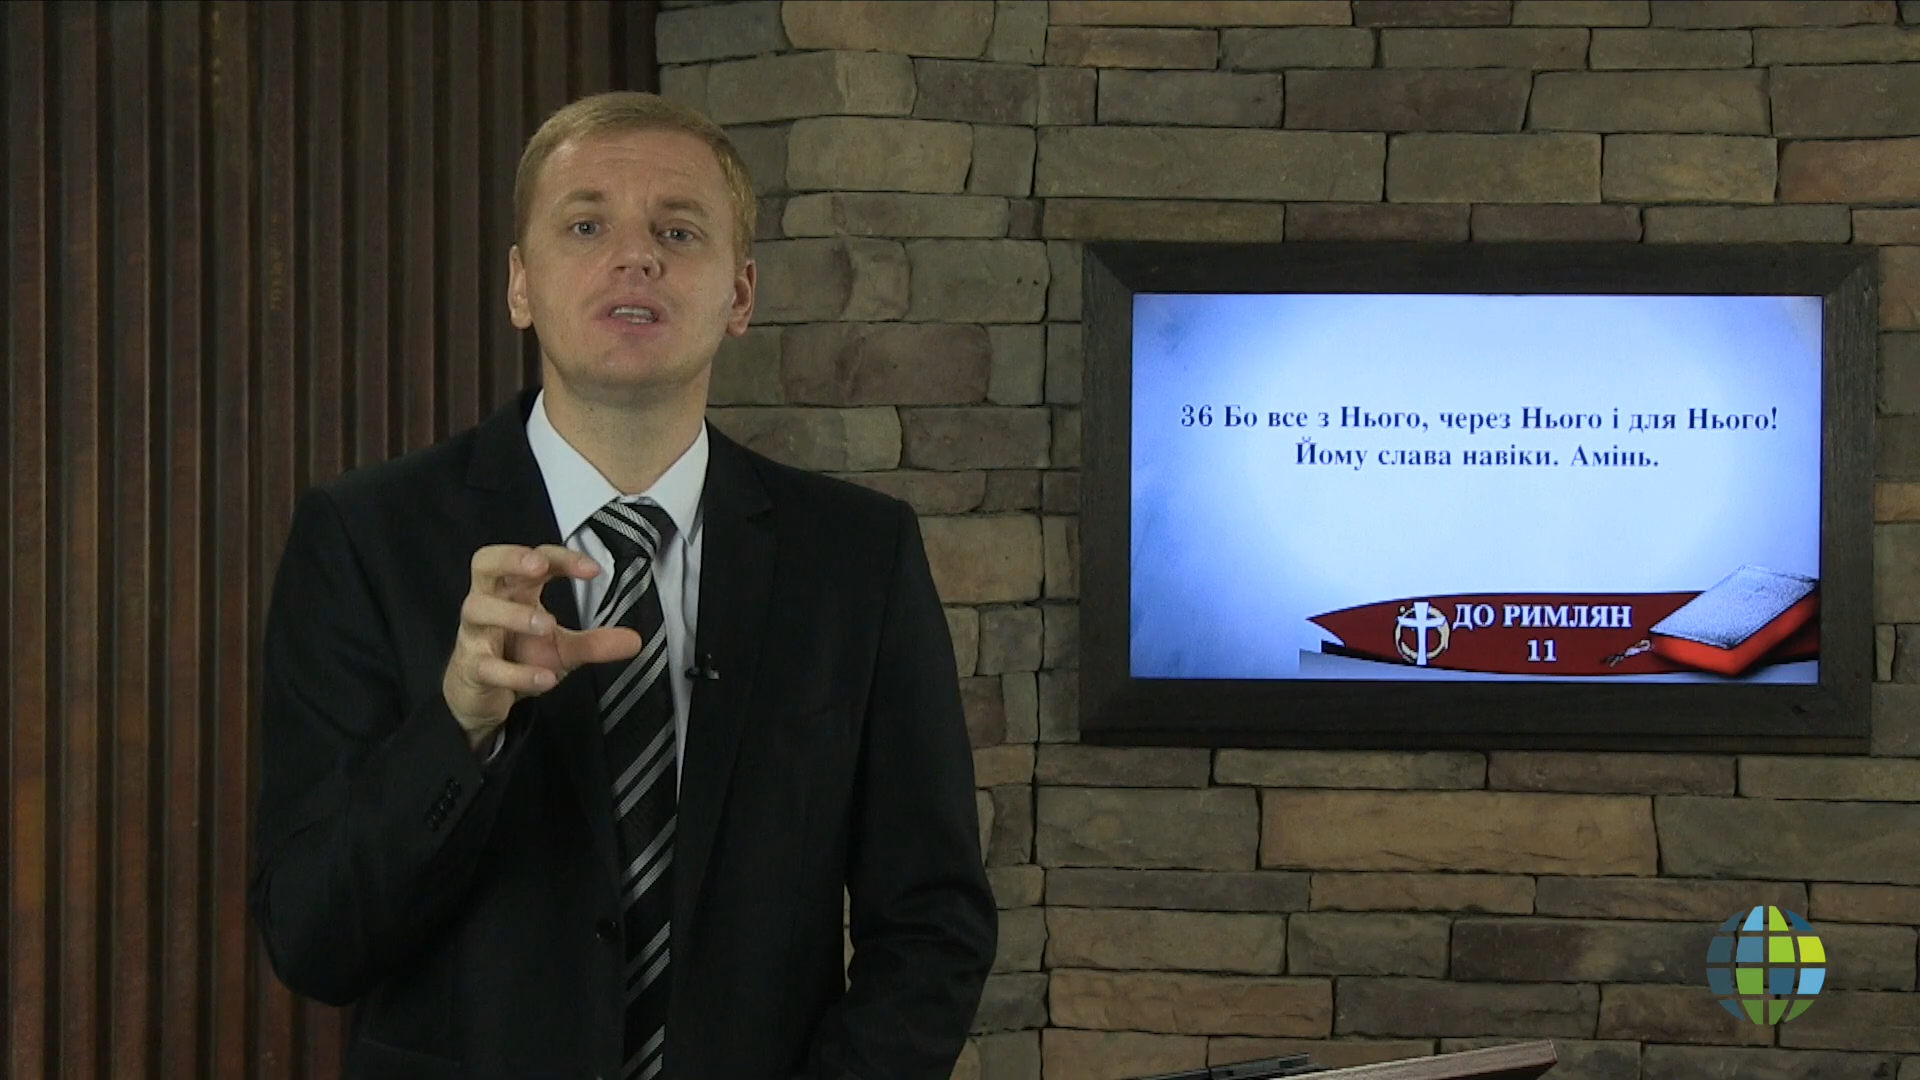 36 Бо все з Нього, через Нього і для Нього!
Йому слава навіки. Амінь.
ДО РИМЛЯН
11